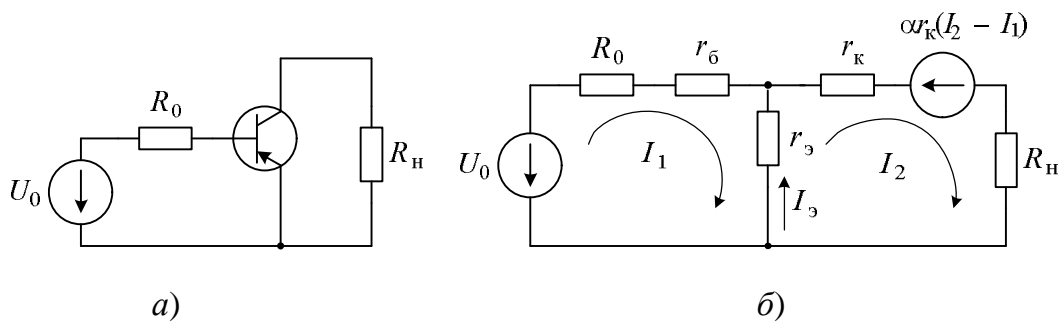 U₀
R₀
Rн
а)
U₀
R₀
rб
I₁
rэ
Iэ
rк
αrк(I₂ − I₁)
I₂
Rн
б)